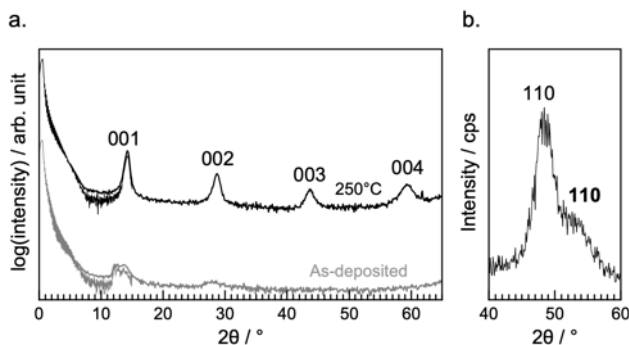 a.
b.
log(intensity) / arb. unit
001
002
003
004
250°C
As-deposited
0 10 20 30 40 50 60
2θ / °
Intensity / cps
110
110
40 50 60
2θ / °